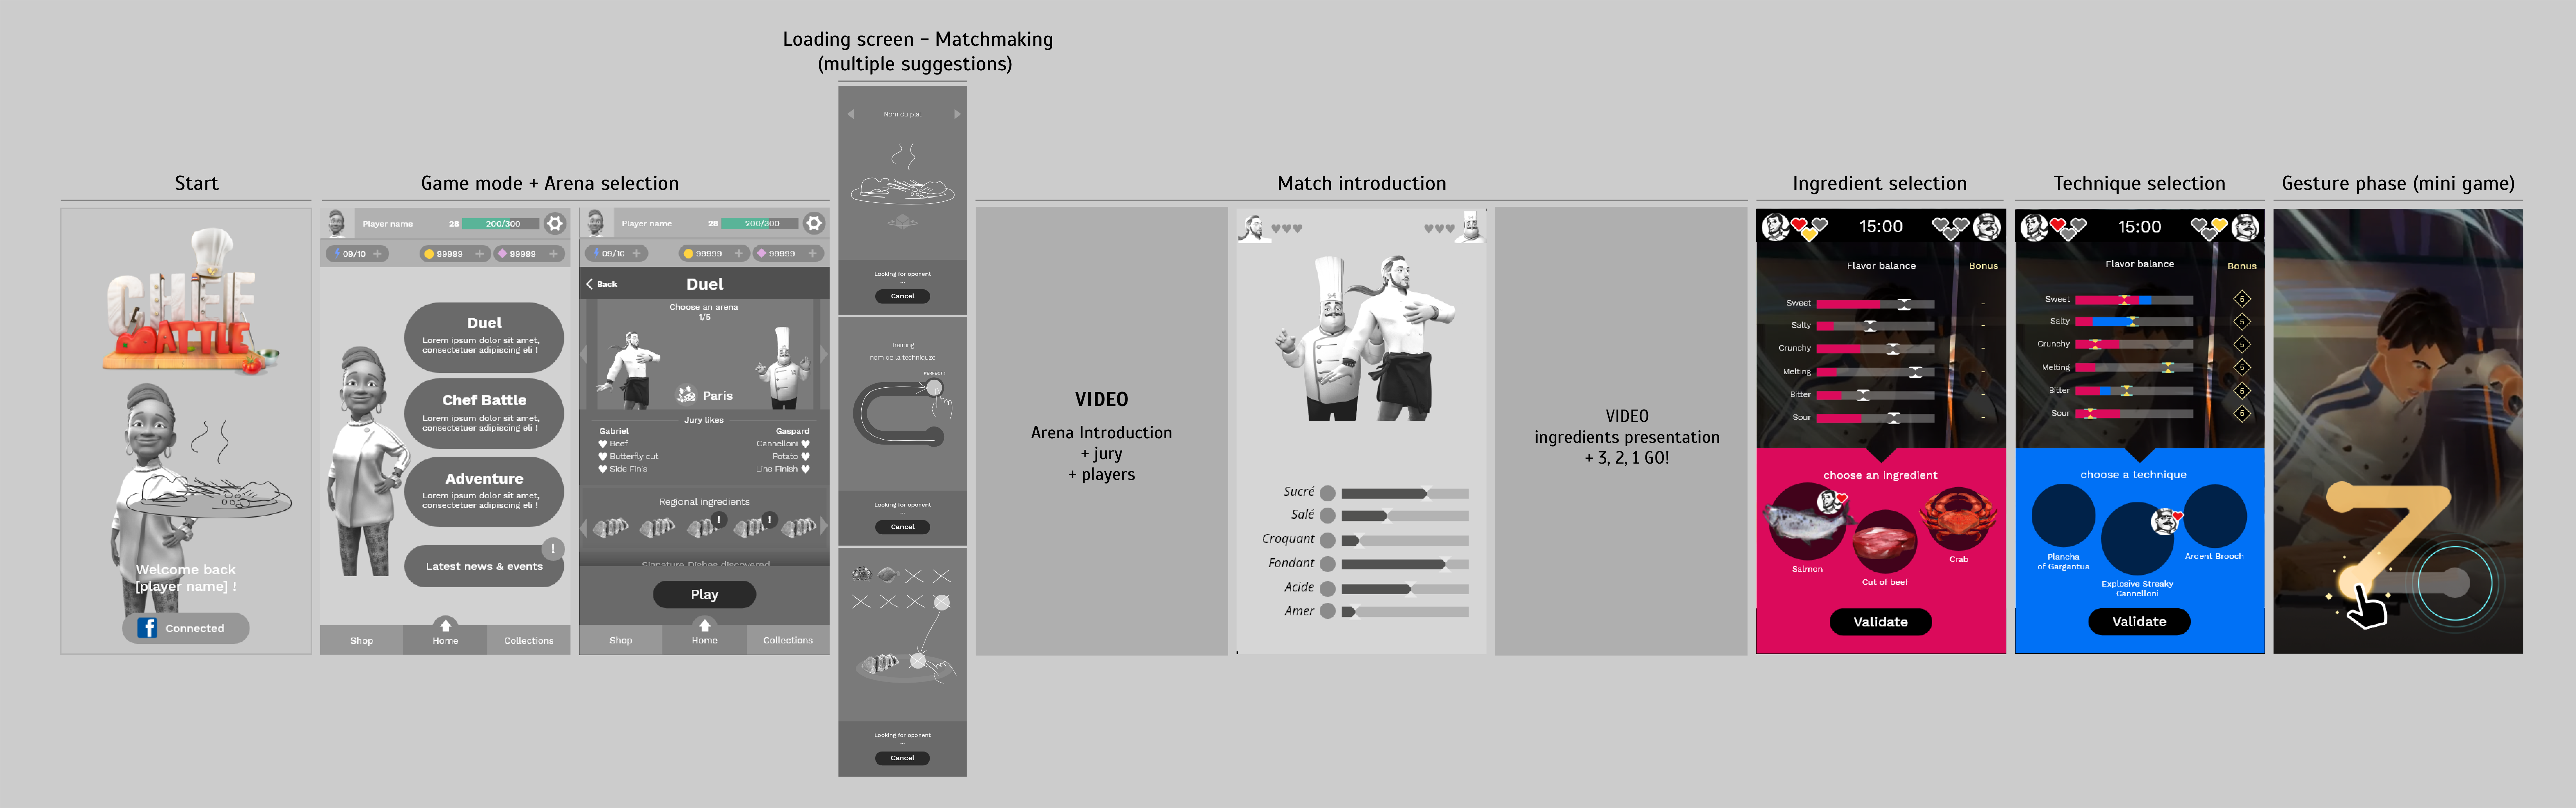 Start
CHEF
BATTLE
Welcome back
[player name] !
Connected
Game mode + Arena selection
Player name
28
200/300
09/10
99999
99999
Duel
Lorem ipsum dolor sit amet,
consectetuer adipiscing eli !
Chef Battle
Lorem ipsum dolor sit amet,
consectetuer adipiscing eli !
Adventure
Lorem ipsum dolor sit amet,
consectetuer adipiscing eli !
!
Latest news & events
Shop
Home
Collections
Player name
28
200/300
09/10
99999
99999
Back
Duel
Choose an arena
1/5
Paris
Jury likes
Gabriel
Gaspard
Beef
Cannelloni
Butterfly cut
Potato
Side Finis
Line Finish
Regional ingredients
!
!
Signature Dishes discovered
Play
Shop
Home
Collections
Loading screen - Matchmaking
(multiple suggestions)
Nom du plat
Looking for oponent
...
Cancel
Training
nom de la techniquze
PERFECT !
Looking for oponent
...
Cancel
Looking for oponent
...
Cancel
Match introduction
VIDEO
Arena Introduction
+ jury
+ players
Sucré
Salé
Croquant
Fondant
Acide
Amer
VIDEO
ingredients presentation
+ 3, 2, 1 GO!
Ingredient selection
15:00
Flavor balance
Bonus
Sweet
-
Salty
-
Crunchy
-
Melting
-
Bitter
-
Sour
-
choose an ingredient
Salmon
Cut of beef
Crab
Validate
Technique selection
15:00
Flavor balance
Bonus
Sweet
5
Salty
5
Crunchy
5
Melting
5
Bitter
5
Sour
5
choose a technique
Plancha
of Gargantua
Explosive Streaky
Cannelloni
Ardent Brooch
Validate
Gesture phase (mini game)